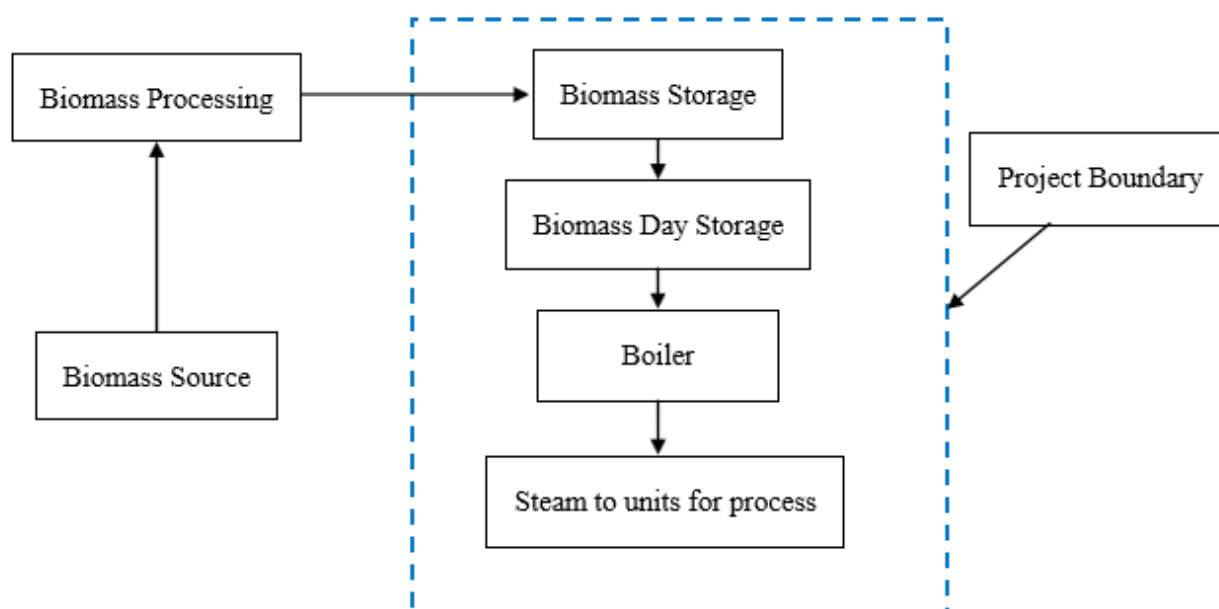 Biomass Processing
Biomass Storage
Project Boundary
Biomass Day Storage
Boiler
Biomass Source
Steam to units for process